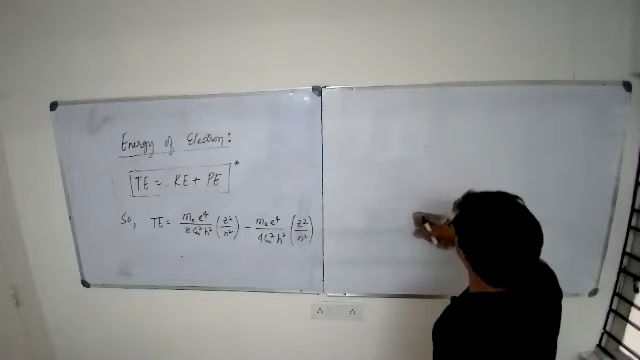 Energy of Electron:
TE = KE + PE *
So, TE = mₑe⁴/8ε₀²h² (z²/n²) − mₑe⁴/4ε₀²h² (z²/n²)